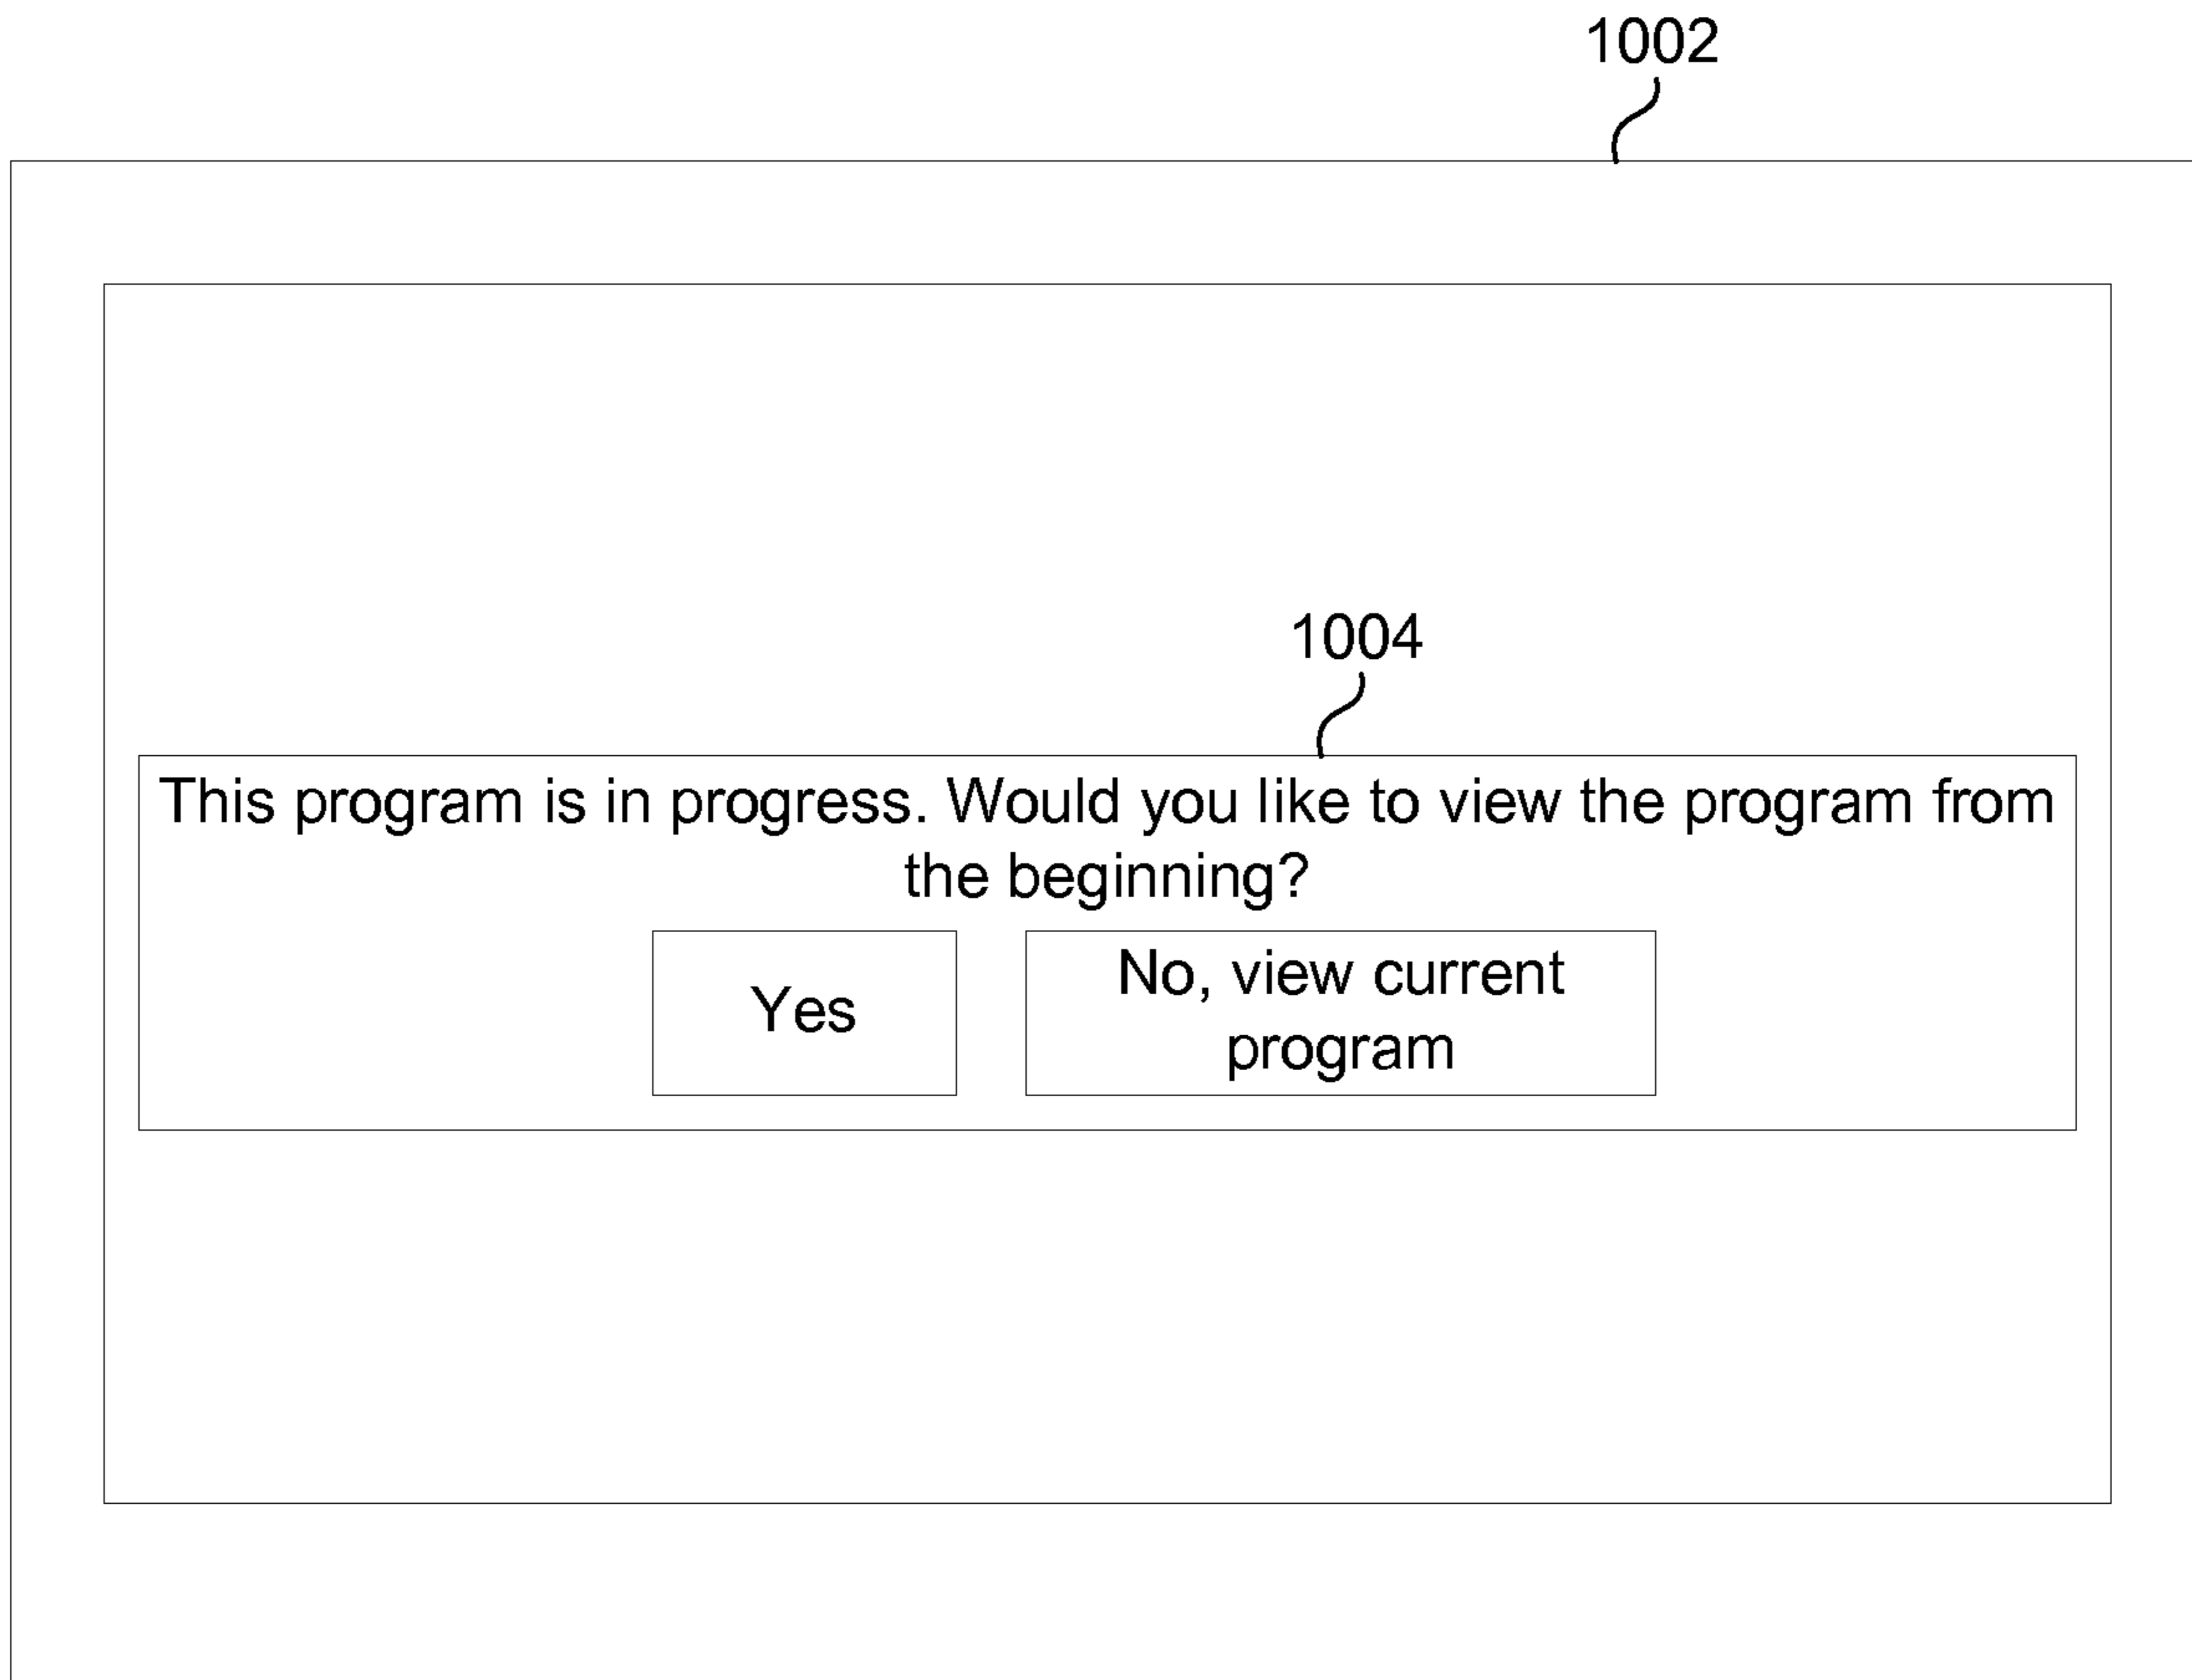 1002
1004
This program is in progress. Would you like to view the program from
the beginning?
Yes
No, view current
program